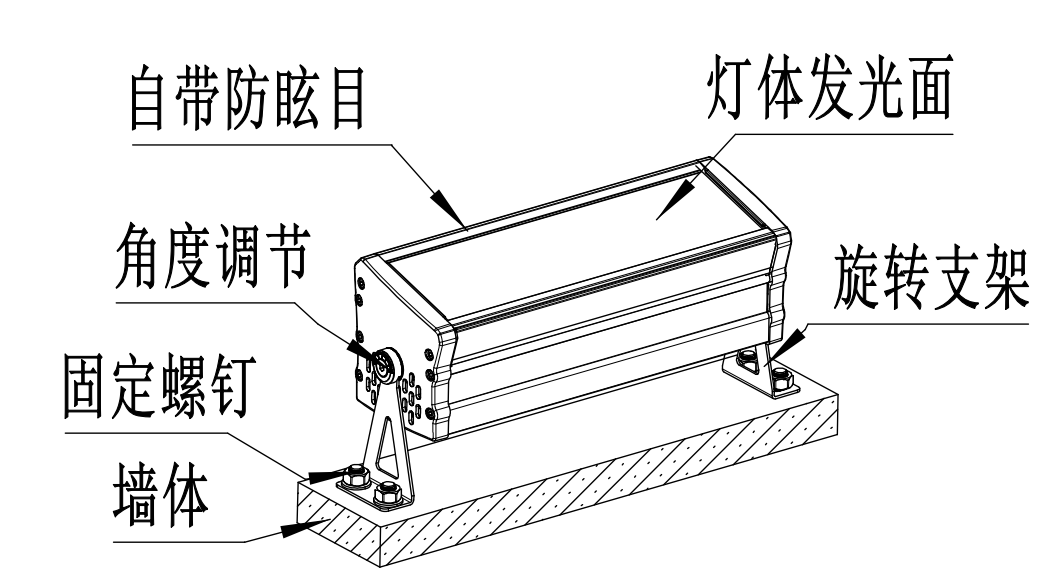 自带防眩目
灯体发光面
角度调节
旋转支架
固定螺钉
墙体